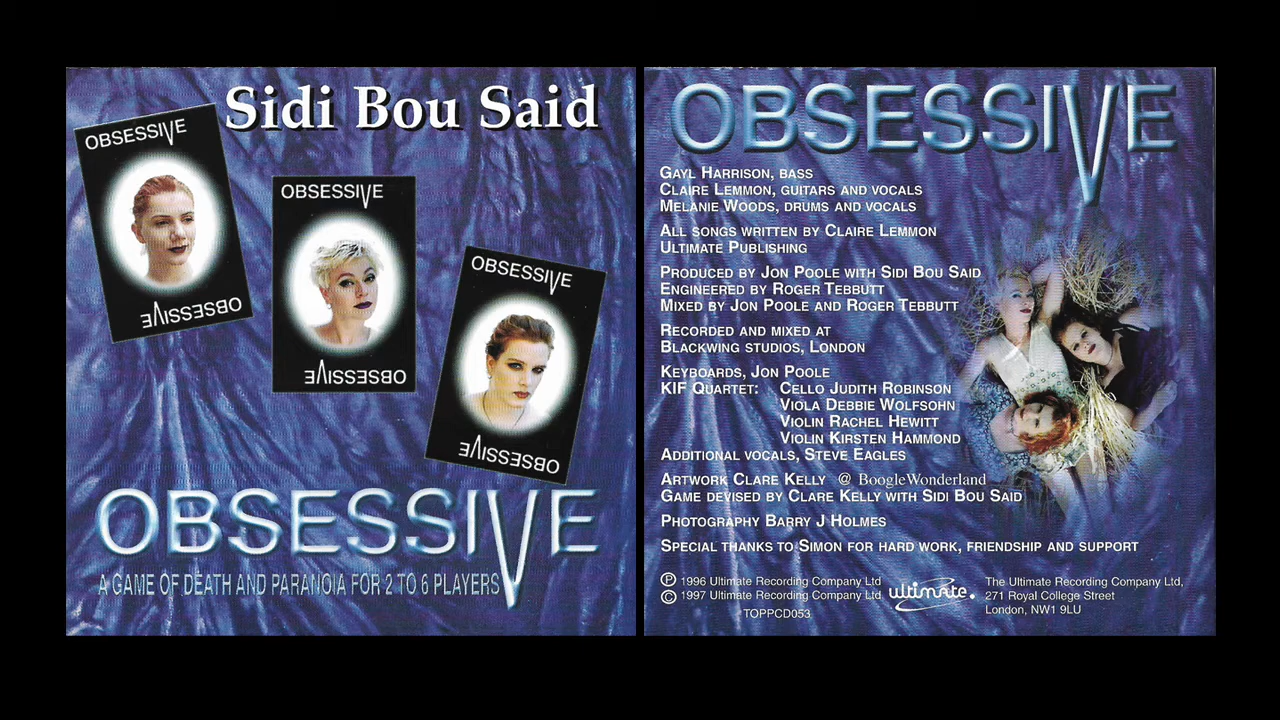 Sidi Bou Said
OBSESSIVE
OBSESSIVE
OBSESSIVE
OBSESSIVE
OBSESSIVE
OBSESSIVE
OBSESSIVE
A GAME OF DEATH AND PARANOIA FOR 2 TO 6 PLAYERS
OBSESSIVE
GAYL HARRISON, BASS
CLAIRE LEMMON, GUITARS AND VOCALS
MELANIE WOODS, DRUMS AND VOCALS
ALL SONGS WRITTEN BY CLAIRE LEMMON
ULTIMATE PUBLISHING
PRODUCED BY JON POOLE WITH SIDI BOU SAID
ENGINEERED BY ROGER TEBBUTT
MIXED BY JON POOLE AND ROGER TEBBUTT
RECORDED AND MIXED AT
BLACKWING STUDIOS, LONDON
KEYBOARDS, JON POOLE
KIF QUARTET: CELLO JUDITH ROBINSON
VIOLA DEBBIE WOLFSOHN
VIOLIN RACHEL HEWITT
VIOLIN KIRSTEN HAMMOND
ADDITIONAL VOCALS, STEVE EAGLES
ARTWORK CLARE KELLY @ BoogleWonderland
GAME DEVISED BY CLARE KELLY WITH SIDI BOU SAID
PHOTOGRAPHY BARRY J HOLMES
SPECIAL THANKS TO SIMON FOR HARD WORK, FRIENDSHIP AND SUPPORT
℗ 1996 Ultimate Recording Company Ltd
© 1997 Ultimate Recording Company Ltd
TOPPCD053
ultimate.
The Ultimate Recording Company Ltd,
271 Royal College Street
London, NW1 9LU